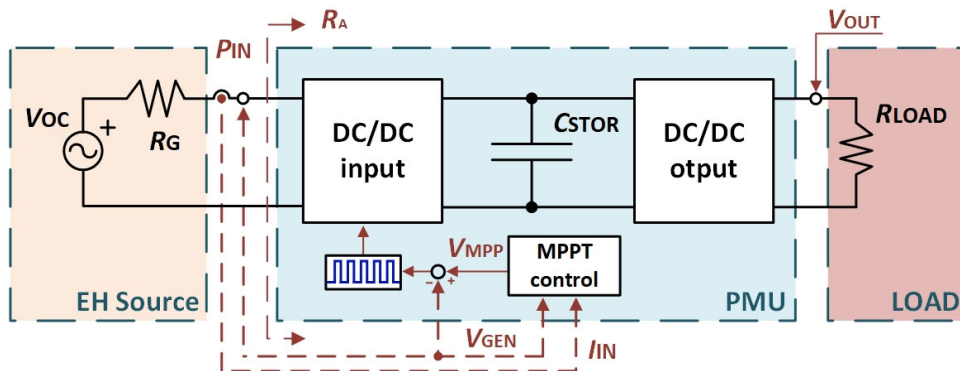 RA
VOUT
PIN
VOC
+
RG
DC/DC
input
CSTOR
DC/DC
otput
RLOAD
VMPP
MPPT
control
- +
EH Source
PMU
LOAD
VGEN
IIN